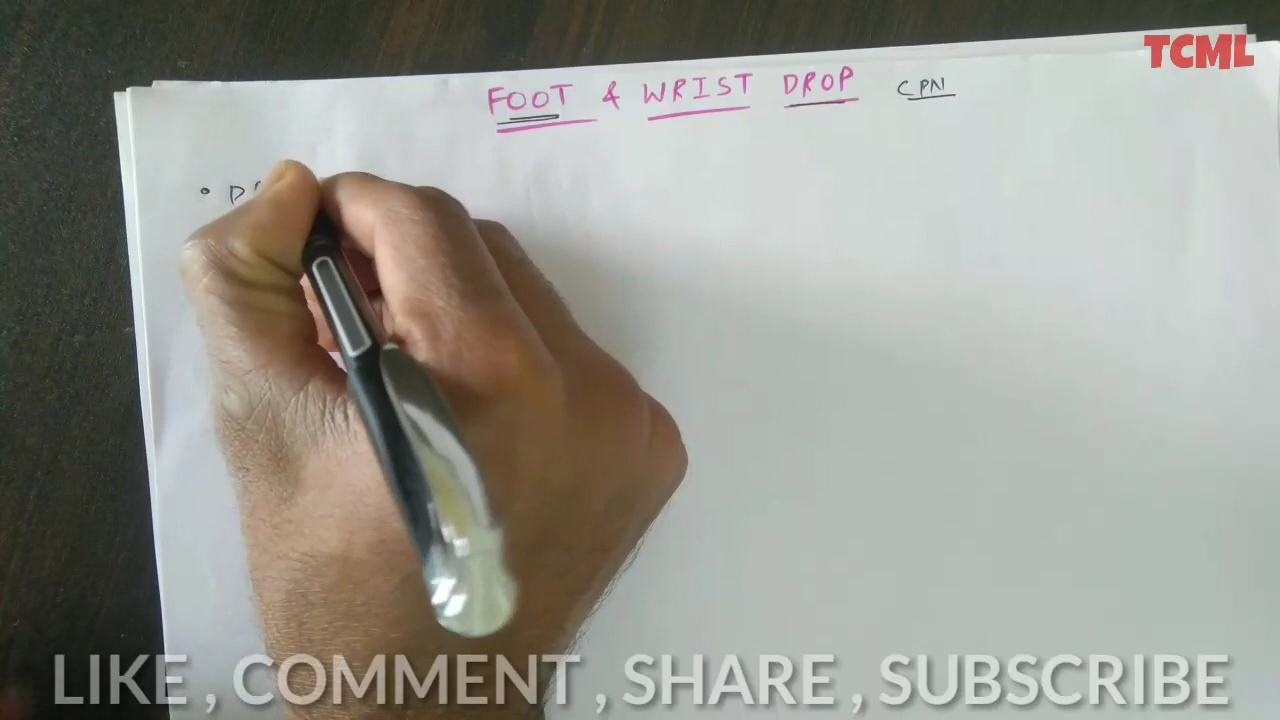 TCML
FOOT & WRIST DROP CPN
LIKE , COMMENT , SHARE , SUBSCRIBE